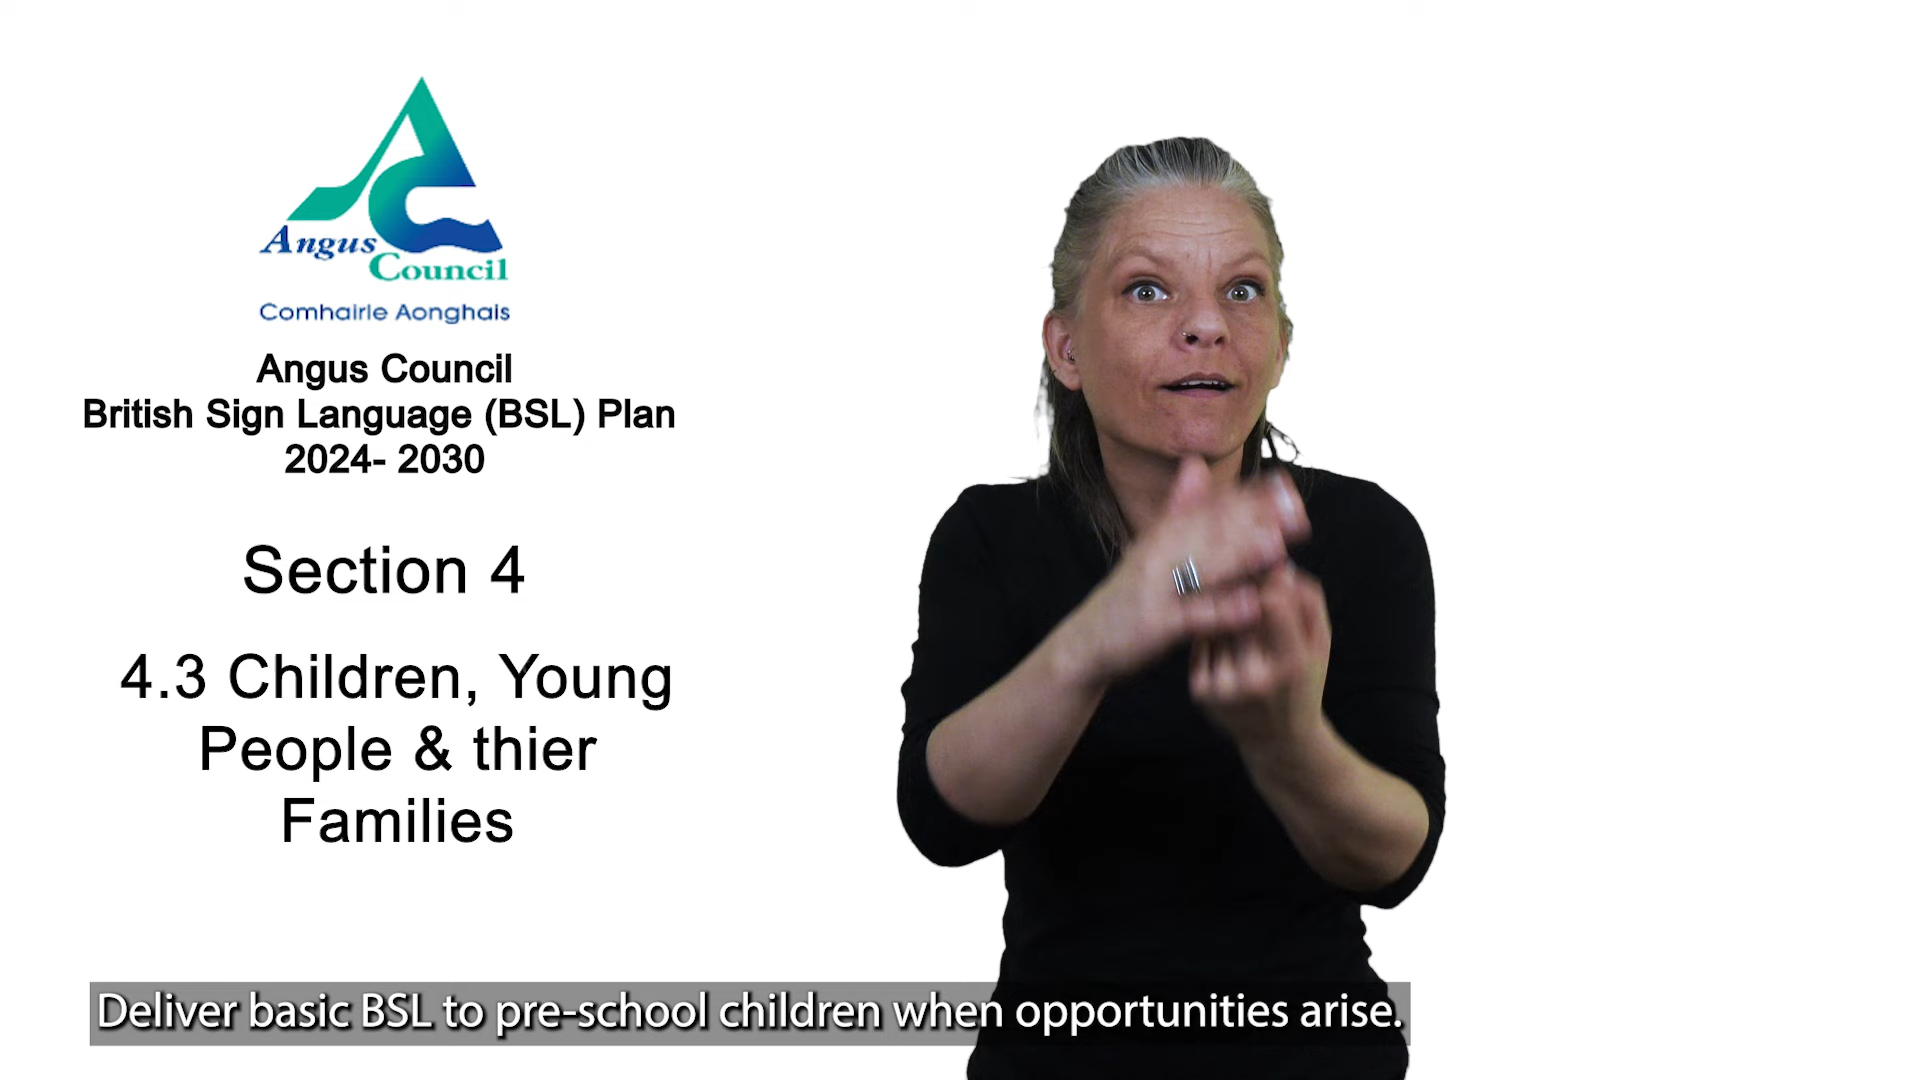 Angus
Council
Comhairle Aonghais
Angus Council
British Sign Language (BSL) Plan
2024- 2030
Section 4
4.3 Children, Young
People & thier
Families
Deliver basic BSL to pre-school children when opportunities arise.